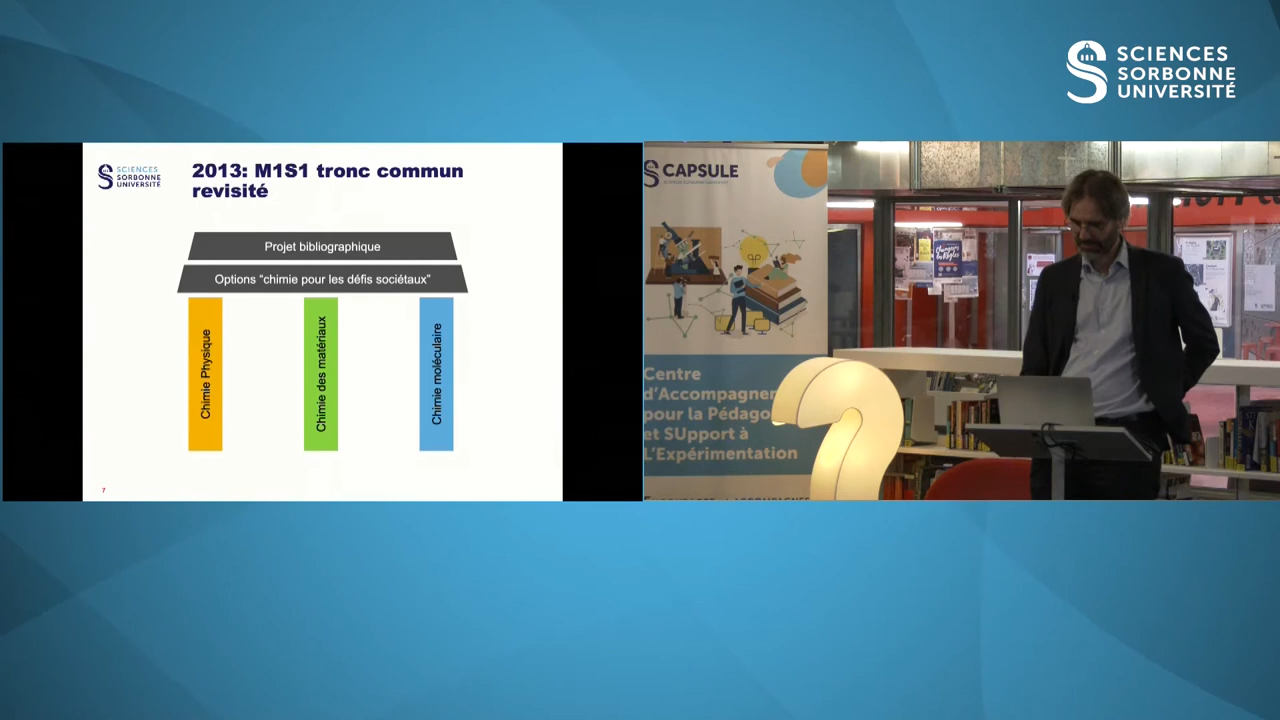 SCIENCES
SORBONNE
UNIVERSITÉ
SCIENCES
SORBONNE
UNIVERSITÉ
2013: M1S1 tronc commun
revisité
Projet bibliographique
Options “chimie pour les défis sociétaux”
Chimie Physique
Chimie des matériaux
Chimie moléculaire
7
CAPSULE
Centre
d'Accompagne
pour la Pédago
et SUpport à
L'Expérimentation